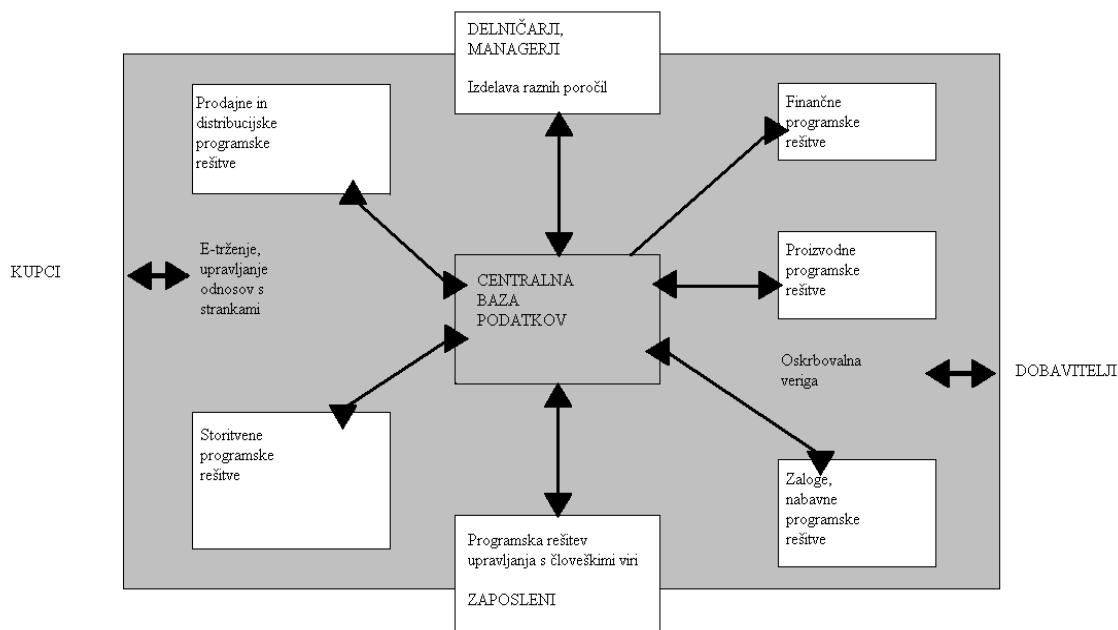 DELNIČARJI,
MANAGERJI
Izdelava raznih poročil
Prodajne in
distribucijske
programske
rešitve
Finančne
programske
rešitve
KUPCI
E-trženje,
upravljanje
odnosov s
strankami
CENTRALNA
BAZA
PODATKOV
Proizvodne
programske
rešitve
Oskrbovalna
veriga
DOBAVITELJI
Storitvene
programske
rešitve
Zaloge,
nabavne
programske
rešitve
Programska rešitev
upravljanja s človeškimi viri
ZAPOSLENI